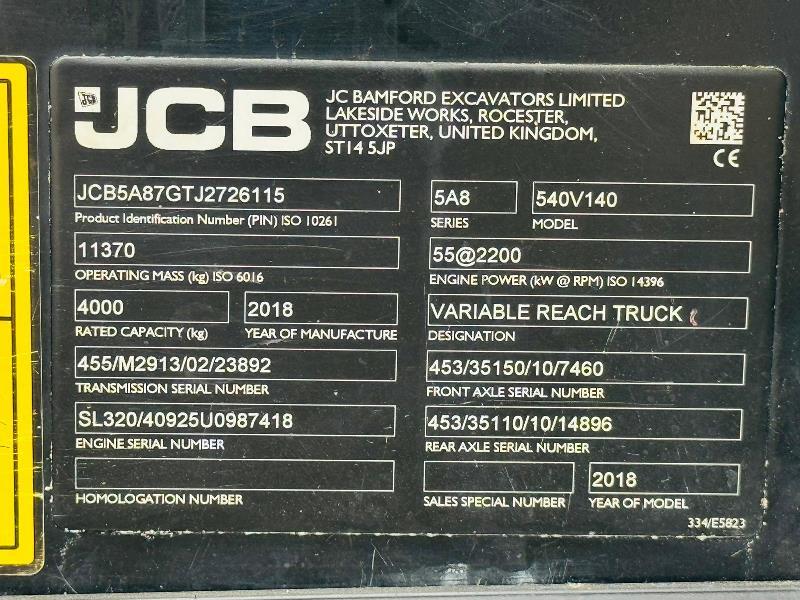 JCB
JC BAMFORD EXCAVATORS LIMITED
LAKESIDE WORKS, ROCESTER,
UTTOXETER, UNITED KINGDOM,
ST14 5JP
CE
JCB5A87GTJ2726115
Product Identification Number (PIN) ISO 10261
5A8
SERIES
540V140
MODEL
11370
OPERATING MASS (kg) ISO 6016
55@2200
ENGINE POWER (kW @ RPM) ISO 14396
4000
RATED CAPACITY (kg)
2018
YEAR OF MANUFACTURE
VARIABLE REACH TRUCK
DESIGNATION
455/M2913/02/23892
TRANSMISSION SERIAL NUMBER
453/35150/10/7460
FRONT AXLE SERIAL NUMBER
SL320/40925U0987418
ENGINE SERIAL NUMBER
453/35110/10/14896
REAR AXLE SERIAL NUMBER
HOMOLOGATION NUMBER
SALES SPECIAL NUMBER
2018
YEAR OF MODEL
334/E5823